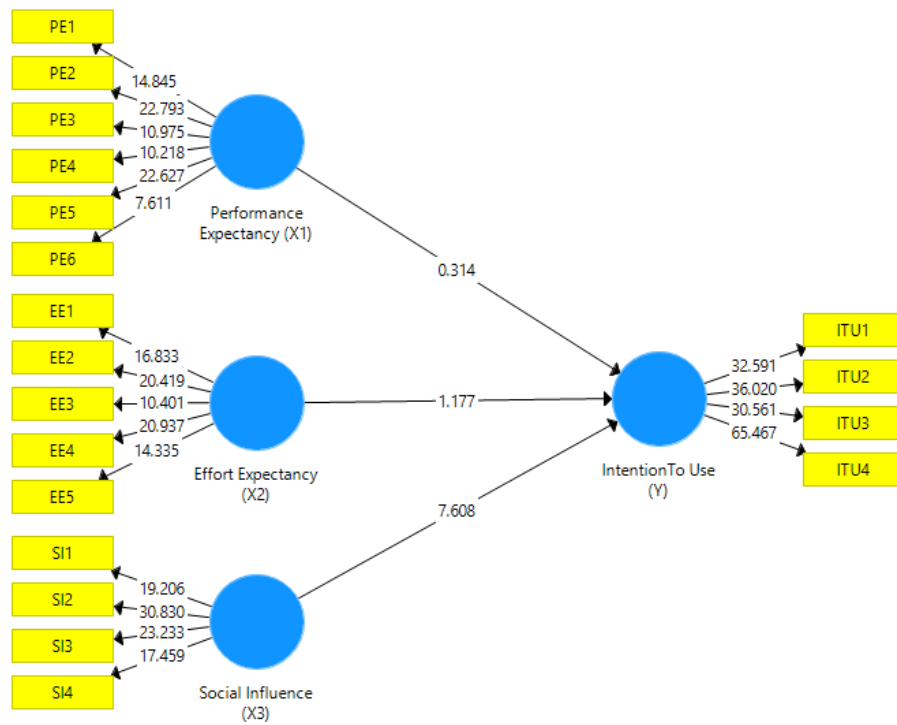 PE1
PE2
PE3
PE4
PE5
PE6
14.845
22.793
10.975
10.218
22.627
7.611
Performance
Expectancy (X1)
0.314
EE1
EE2
EE3
EE4
EE5
16.833
20.419
10.401
20.937
14.335
Effort Expectancy
(X2)
1.177
SI1
SI2
SI3
SI4
19.206
30.830
23.233
17.459
Social Influence
(X3)
7.608
IntentionTo Use
(Y)
32.591
36.020
30.561
65.467
ITU1
ITU2
ITU3
ITU4